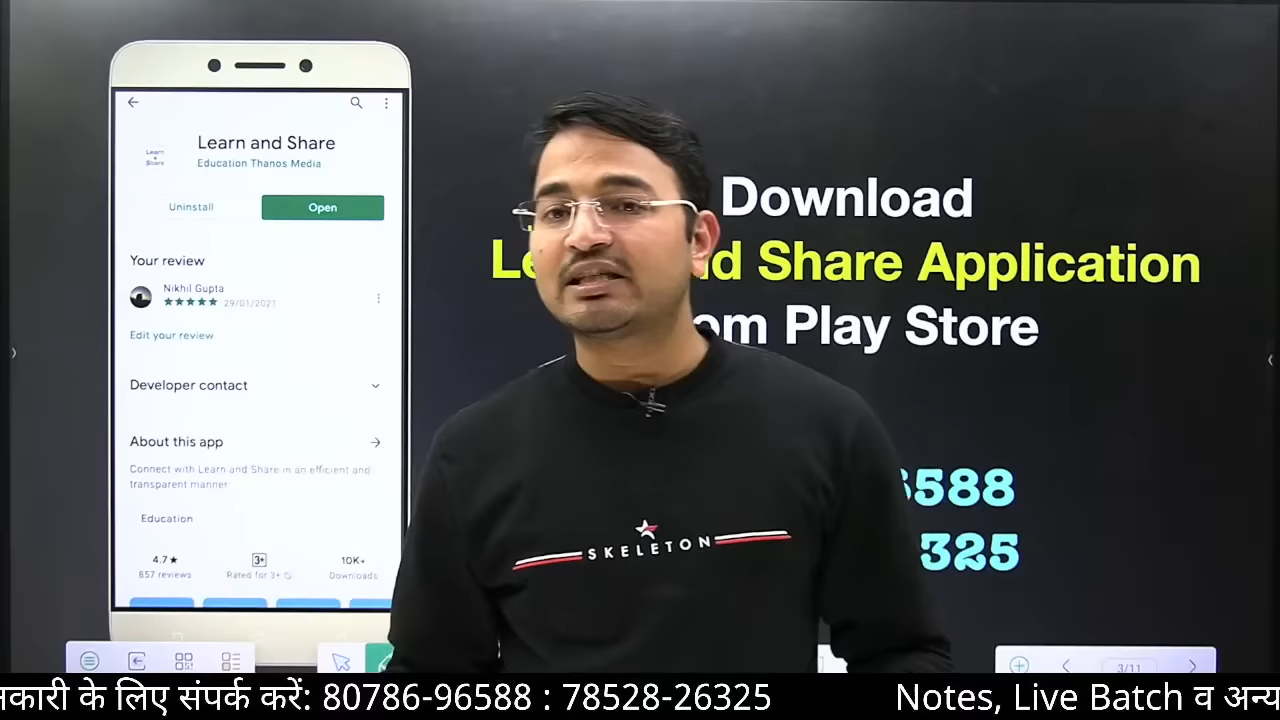 Learn and Share
Learn
Share
Education Thanos Media
Uninstall
Open
Your review
Nikhil Gupta
★★★★★ 29/01/2021
Edit your review
Developer contact
About this app
Connect with Learn and Share in an efficient and
transparent manner
Education
4.7★
857 reviews
3+
Rated for 3+
10K+
Downloads
Download
Share Application
Play Store
588
325
SKELETON
3/11
के लिए संपर्क करें: 80786-96588 : 78528-26325
Notes, Live Batch व अन्य